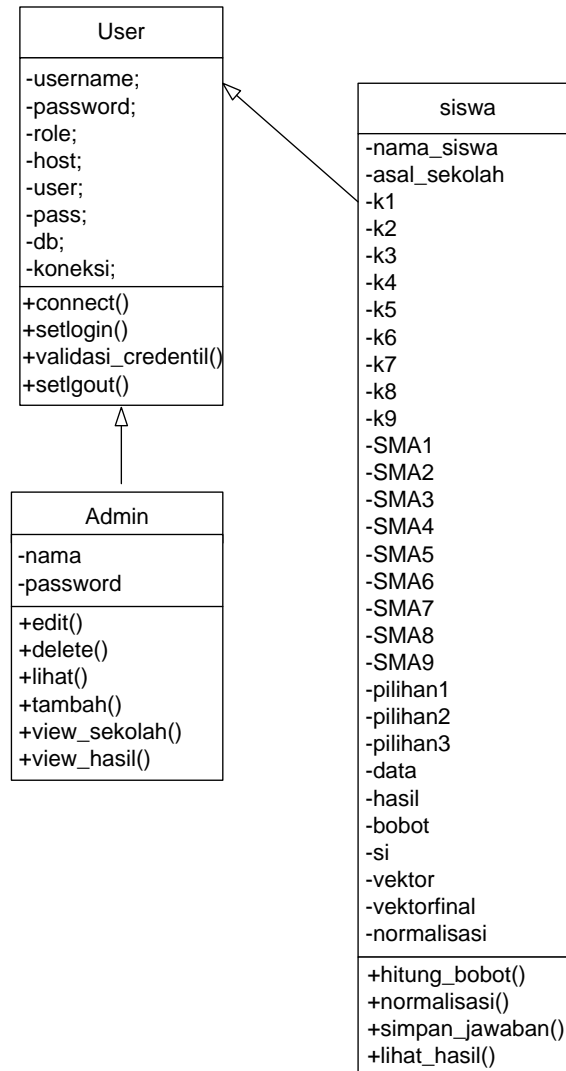 User
-username;
-password;
-role;
-host;
-user;
-pass;
-db;
-koneksi;
+connect()
+setlogin()
+validasi_credentil()
+setlgout()
Admin
-nama
-password
+edit()
+delete()
+lihat()
+tambah()
+view_sekolah()
+view_hasil()
siswa
-nama_siswa
-asal_sekolah
-k1
-k2
-k3
-k4
-k5
-k6
-k7
-k8
-k9
-SMA1
-SMA2
-SMA3
-SMA4
-SMA5
-SMA6
-SMA7
-SMA8
-SMA9
-pilihan1
-pilihan2
-pilihan3
-data
-hasil
-bobot
-si
-vektor
-vektorfinal
-normalisasi
+hitung_bobot()
+normalisasi()
+simpan_jawaban()
+lihat_hasil()